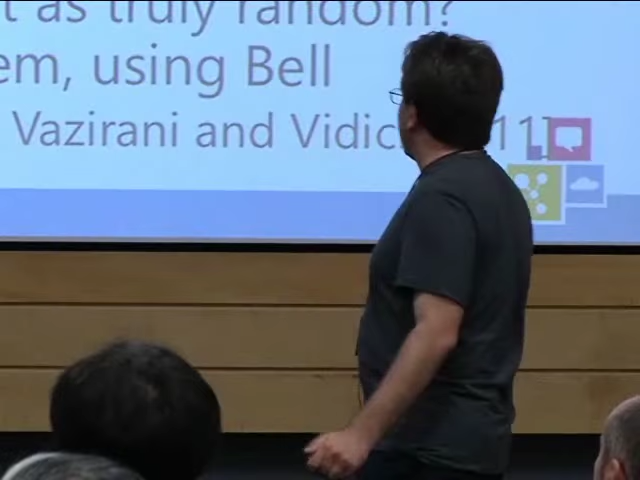 as truly random?
em, using Bell
Vazirani and Vidic 11]